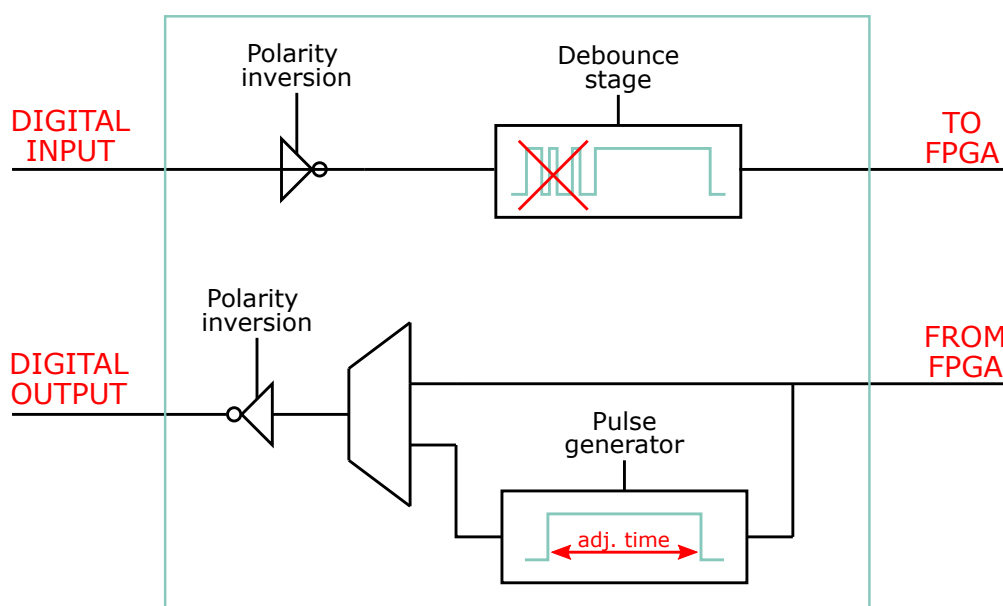 Polarity
inversion
Debounce
stage
DIGITAL
INPUT
TO
FPGA
Polarity
inversion
DIGITAL
OUTPUT
FROM
FPGA
Pulse
generator
adj. time